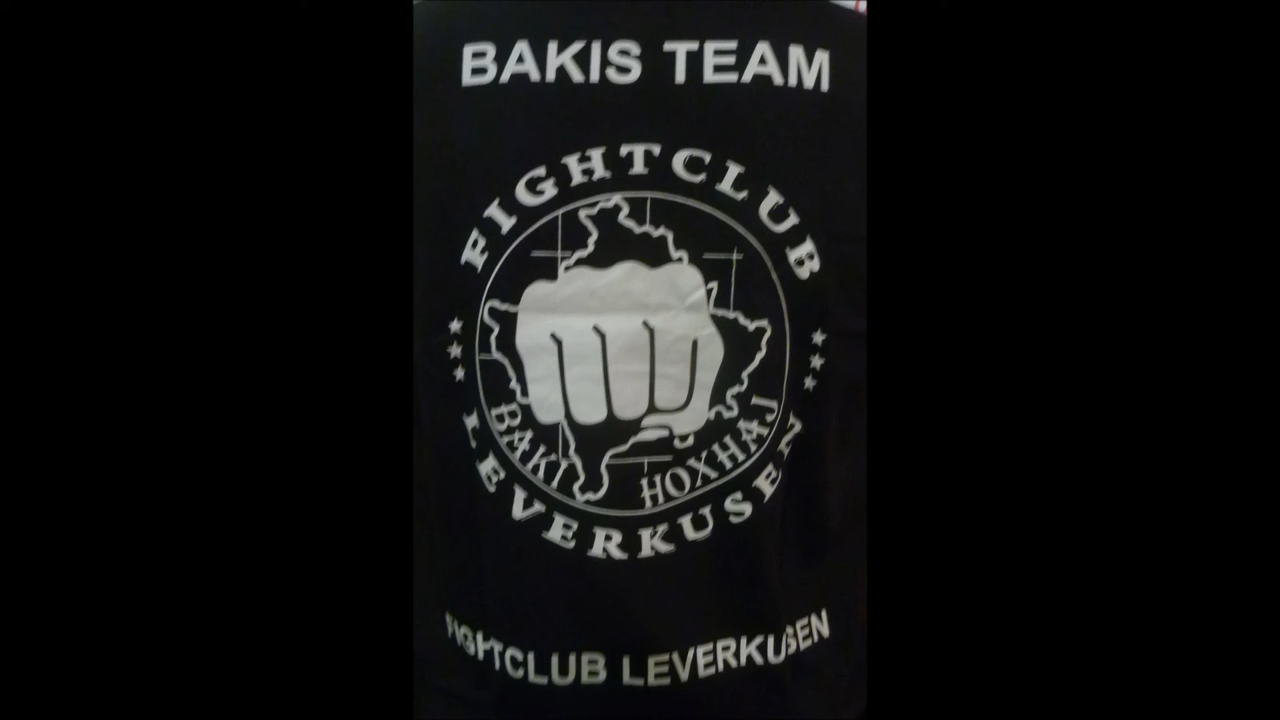 BAKIS TEAM
FIGHTCLUB
BAKI HOXHAJ
LEVERKUSEN
FIGHTCLUB LEVERKUSEN